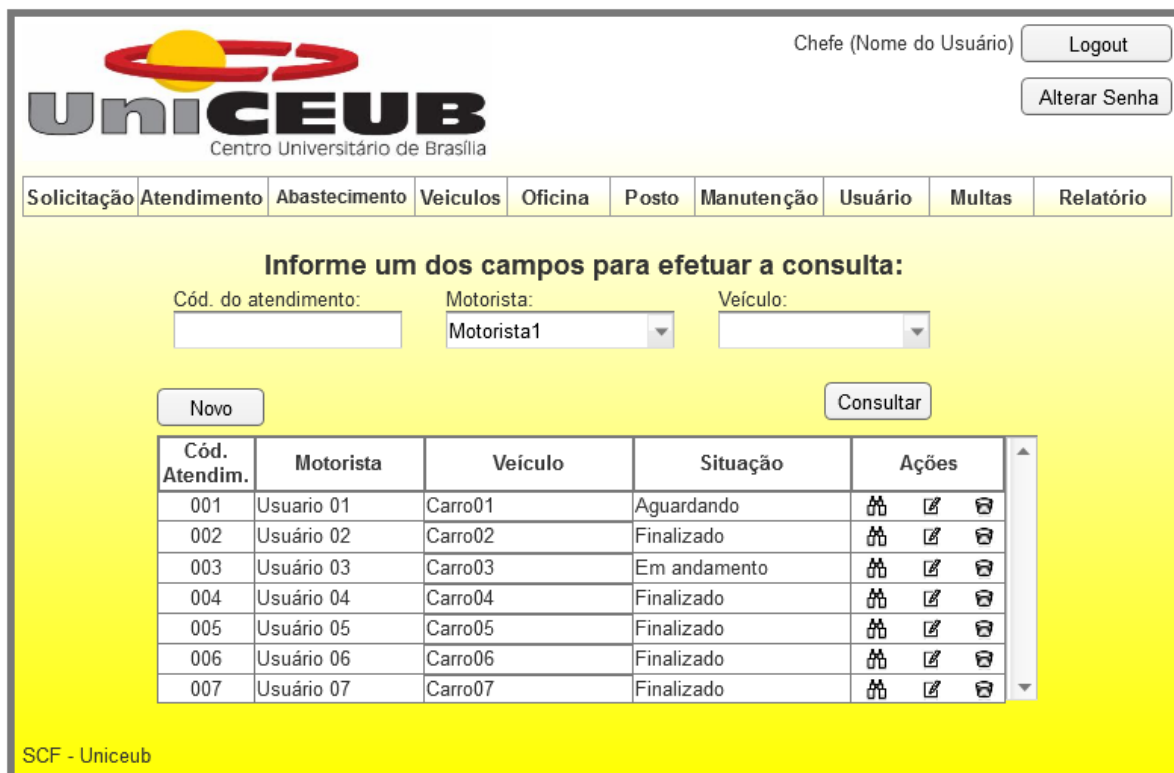 Chefe (Nome do Usuário) Logout
Alterar Senha
UniCEUB
Centro Universitário de Brasília
Solicitação Atendimento Abastecimento Veiculos Oficina Posto Manutenção Usuário Multas Relatório
Informe um dos campos para efetuar a consulta:
Cód. do atendimento: Motorista: Veículo:
Motorista1
Novo Consultar
Cód. Atendim. Motorista Veículo Situação Ações
001 Usuario 01 Carro01 Aguardando
002 Usuário 02 Carro02 Finalizado
003 Usuário 03 Carro03 Em andamento
004 Usuário 04 Carro04 Finalizado
005 Usuário 05 Carro05 Finalizado
006 Usuário 06 Carro06 Finalizado
007 Usuário 07 Carro07 Finalizado
SCF - Uniceub